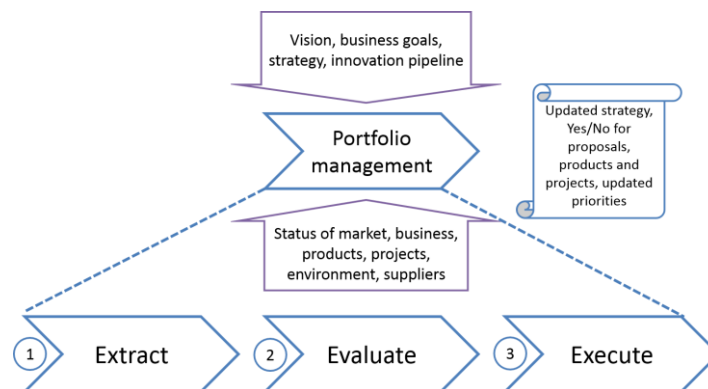 Vision, business goals,
strategy, innovation pipeline
Portfolio
management
Updated strategy,
Yes/No for
proposals,
products and
projects, updated
priorities
Status of market, business,
products, projects,
environment, suppliers
1 Extract
2 Evaluate
3 Execute